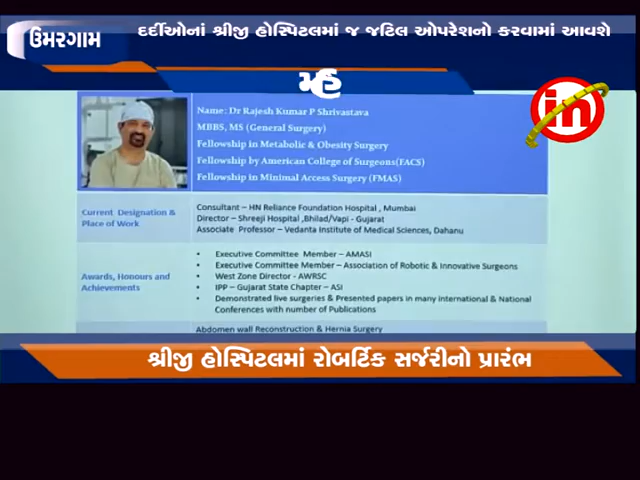 દર્દીઓનાં શ્રીજી હોસ્પિટલમાં જ જટિલ ઓપરેશનો કરવામાં આવશે
ઉમરગામ
in
Name: Dr Rajesh Kumar P Shrivastava
MBBS, MS (General Surgery)
Fellowship in Metabolic & Obesity Surgery
Fellowship by American College of Surgeons(FACS)
Fellowship in Minimal Access Surgery (FMAS)
Current Designation & Place of Work
Consultant – HN Reliance Foundation Hospital , Mumbai
Director – Shreeji Hospital ,Bhilad/Vapi - Gujarat
Associate Professor – Vedanta Institute of Medical Sciences, Dahanu
Awards, Honours and Achievements
• Executive Committee Member – AMASI
• Executive Committee Member – Association of Robotic & Innovative Surgeons
• West Zone Director - AWRSC
• IPP – Gujarat State Chapter – ASI
• Demonstrated live surgeries & Presented papers in many International & National
Conferences with number of Publications
Abdomen wall Reconstruction & Hernia Surgery
શ્રીજી હોસ્પિટલમાં રોબર્ટિક સર્જરીનો પ્રારંભ